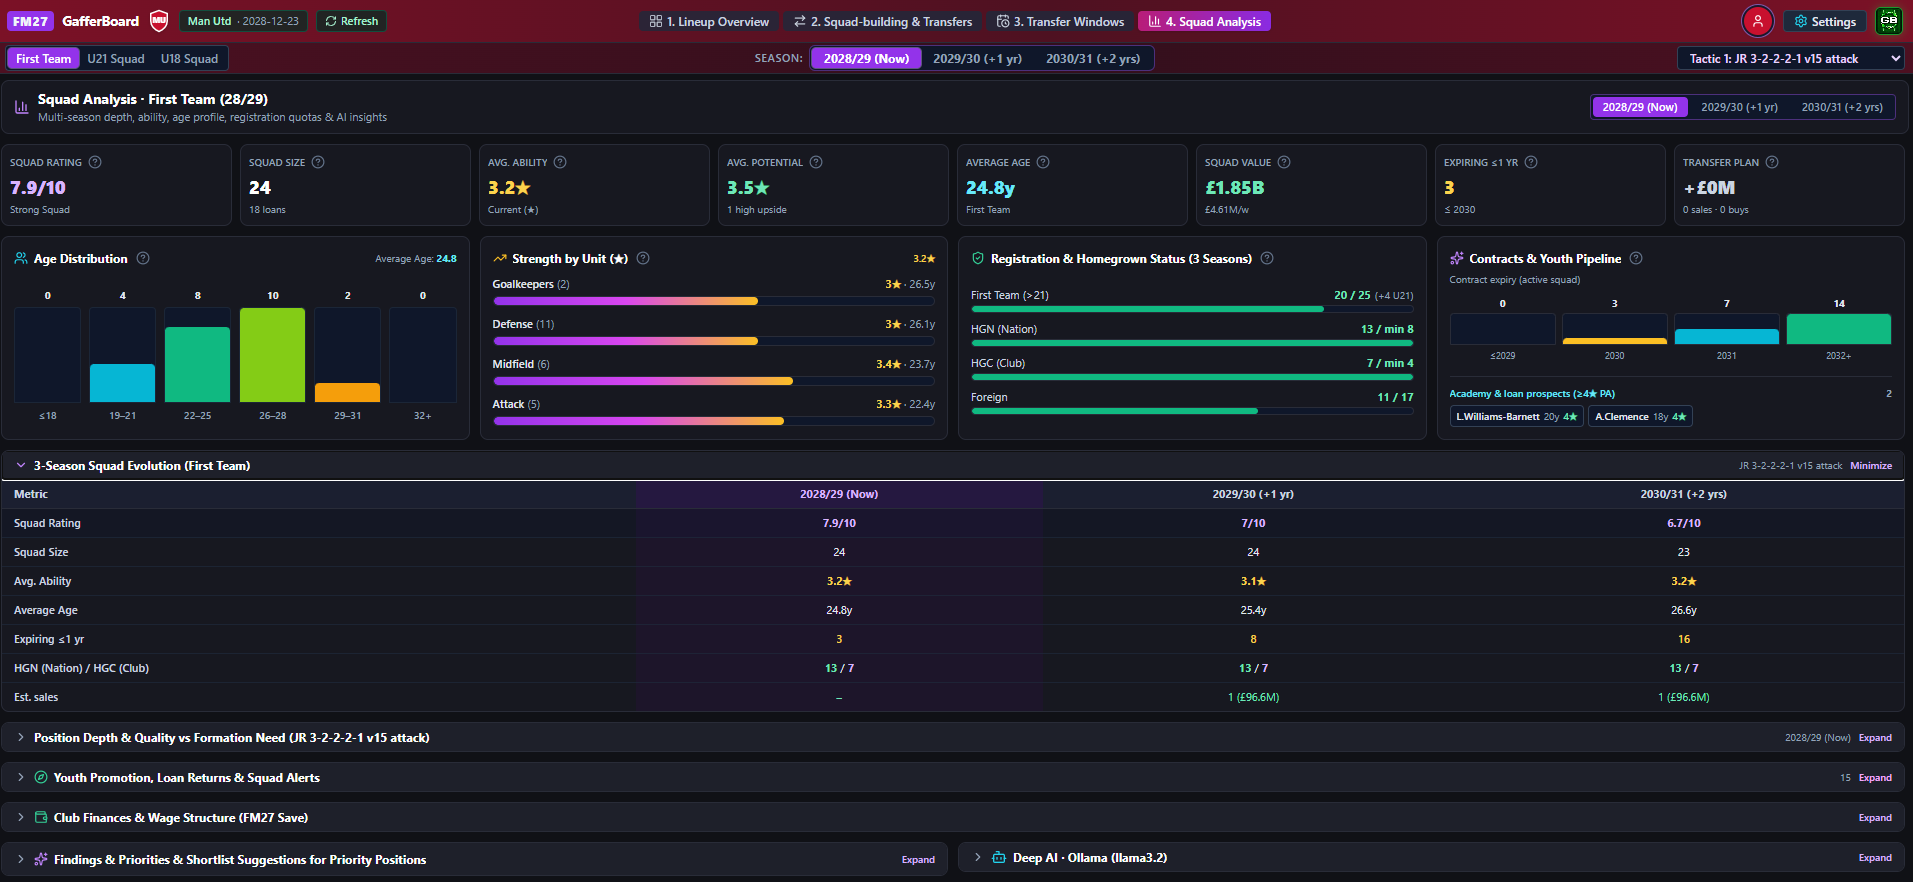 FM27 GafferBoard MU Man Utd · 2028-12-23 Refresh 1. Lineup Overview 2. Squad-building & Transfers 3. Transfer Windows 4. Squad Analysis Settings GB
First Team U21 Squad U18 Squad SEASON: 2028/29 (Now) 2029/30 (+1 yr) 2030/31 (+2 yrs) Tactic 1: JR 3-2-2-2-1 v15 attack
Squad Analysis · First Team (28/29)
Multi-season depth, ability, age profile, registration quotas & AI insights
2028/29 (Now) 2029/30 (+1 yr) 2030/31 (+2 yrs)
SQUAD RATING ?
7.9/10
Strong Squad
SQUAD SIZE ?
24
18 loans
AVG. ABILITY ?
3.2★
Current (★)
AVG. POTENTIAL ?
3.5★
1 high upside
AVERAGE AGE ?
24.8y
First Team
SQUAD VALUE ?
£1.85B
£4.61M/w
EXPIRING ≤1 YR ?
3
≤ 2030
TRANSFER PLAN ?
+£0M
0 sales · 0 buys
Age Distribution ? Average Age: 24.8
0 4 8 10 2 0
≤18 19–21 22–25 26–28 29–31 32+
Strength by Unit (★) ? 3.2★
Goalkeepers (2) 3★ · 26.5y
Defense (11) 3★ · 26.1y
Midfield (6) 3.4★ · 23.7y
Attack (5) 3.3★ · 22.4y
Registration & Homegrown Status (3 Seasons) ?
First Team (>21) 20 / 25 (+4 U21)
HGN (Nation) 13 / min 8
HGC (Club) 7 / min 4
Foreign 11 / 17
Contracts & Youth Pipeline ?
Contract expiry (active squad)
0 3 7 14
≤2029 2030 2031 2032+
Academy & loan prospects (≥4★ PA) 2
L.Williams-Barnett 20y 4★ A.Clemence 18y 4★
3-Season Squad Evolution (First Team) JR 3-2-2-2-1 v15 attack Minimize
Metric 2028/29 (Now) 2029/30 (+1 yr) 2030/31 (+2 yrs)
Squad Rating 7.9/10 7/10 6.7/10
Squad Size 24 24 23
Avg. Ability 3.2★ 3.1★ 3.2★
Average Age 24.8y 25.4y 26.6y
Expiring ≤1 yr 3 8 16
HGN (Nation) / HGC (Club) 13 / 7 13 / 7 13 / 7
Est. sales – 1 (£96.6M) 1 (£96.6M)
Position Depth & Quality vs Formation Need (JR 3-2-2-2-1 v15 attack) 2028/29 (Now) Expand
Youth Promotion, Loan Returns & Squad Alerts 15 Expand
Club Finances & Wage Structure (FM27 Save) Expand
Findings & Priorities & Shortlist Suggestions for Priority Positions Expand
Deep AI · Ollama (llama3.2) Expand